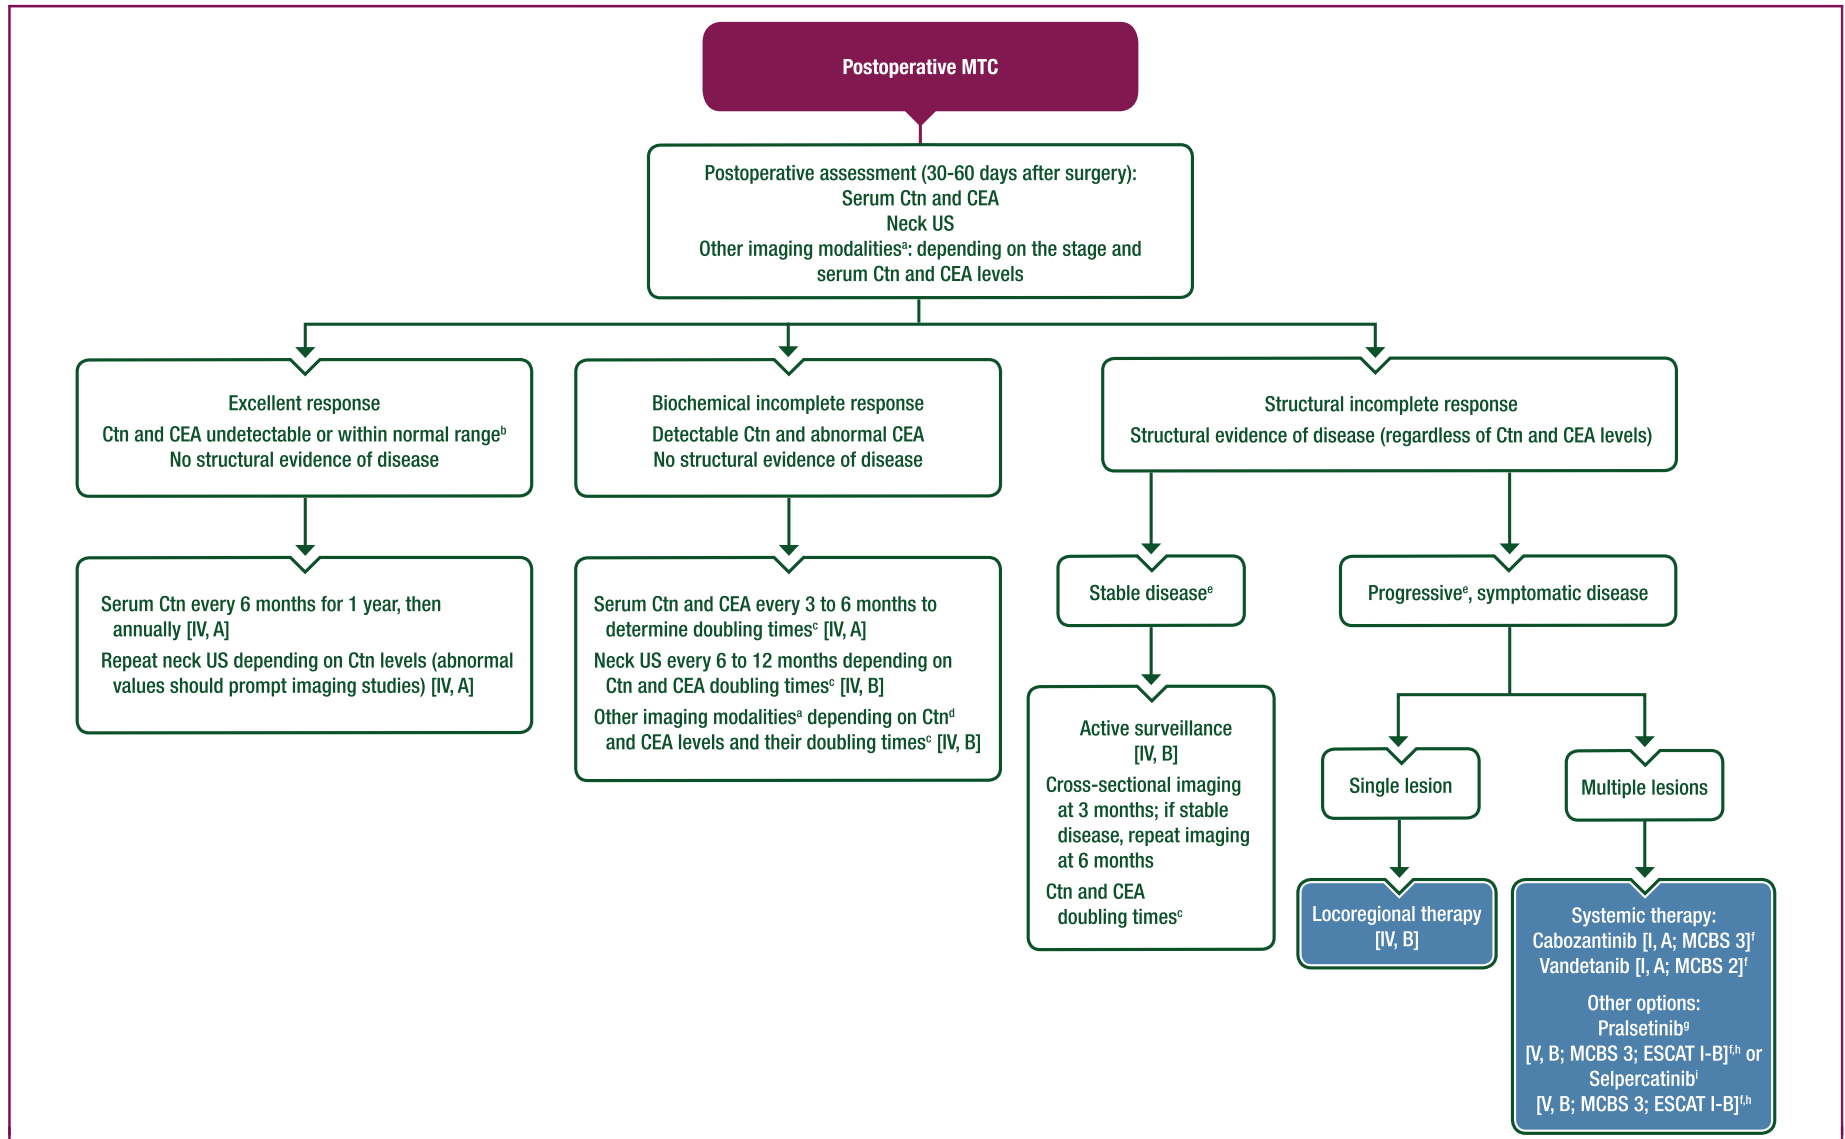 Postoperative MTC
Postoperative assessment (30-60 days after surgery):
Serum Ctn and CEA
Neck US
Other imaging modalitiesᵃ: depending on the stage and
serum Ctn and CEA levels
Excellent response
Ctn and CEA undetectable or within normal rangeᵇ
No structural evidence of disease
Biochemical incomplete response
Detectable Ctn and abnormal CEA
No structural evidence of disease
Structural incomplete response
Structural evidence of disease (regardless of Ctn and CEA levels)
Serum Ctn every 6 months for 1 year, then
annually [IV, A]
Repeat neck US depending on Ctn levels (abnormal
values should prompt imaging studies) [IV, A]
Serum Ctn and CEA every 3 to 6 months to
determine doubling timesᶜ [IV, A]
Neck US every 6 to 12 months depending on
Ctn and CEA doubling timesᶜ [IV, B]
Other imaging modalitiesᵃ depending on Ctnᵈ
and CEA levels and their doubling timesᶜ [IV, B]
Stable diseaseᵉ
Progressiveᵉ, symptomatic disease
Active surveillance
[IV, B]
Cross-sectional imaging
at 3 months; if stable
disease, repeat imaging
at 6 months
Ctn and CEA
doubling timesᶜ
Single lesion
Multiple lesions
Locoregional therapy
[IV, B]
Systemic therapy:
Cabozantinib [I, A; MCBS 3]ᶠ
Vandetanib [I, A; MCBS 2]ᶠ
Other options:
Pralsetinibᵍ
[V, B; MCBS 3; ESCAT I-B]ᶠ,ʰ or
Selpercatinibⁱ
[V, B; MCBS 3; ESCAT I-B]ᶠ,ʰ